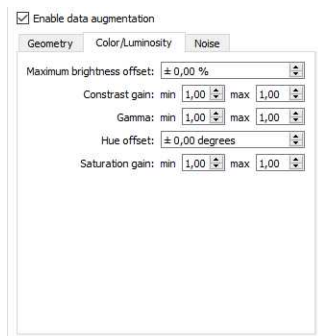 Enable data augmentation
Geometry Color/Luminosity Noise
Maximum brightness offset: ± 0,00 %
Constrast gain: min 1,00 max 1,00
Gamma: min 1,00 max 1,00
Hue offset: ± 0,00 degrees
Saturation gain: min 1,00 max 1,00